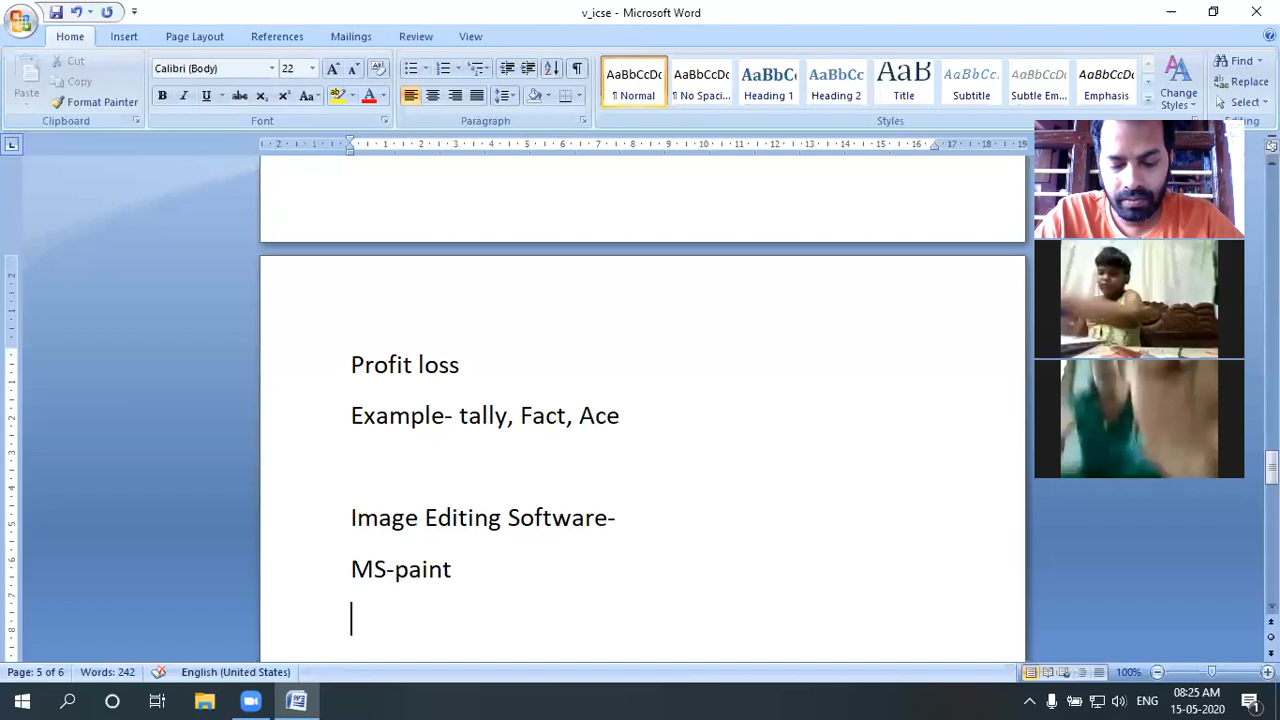 v_icse - Microsoft Word
Home Insert Page Layout References Mailings Review View
Cut
Copy
Format Painter
Paste
Clipboard
Calibri (Body) 22
Font
Paragraph
AaBbCcDc AaBbCcDc AaBbC AaBbCc AaB AaBbCc. AaBbCcDc AaBbCcDc
¶ Normal ¶ No Spaci... Heading 1 Heading 2 Title Subtitle Subtle Em... Emphasis
Change Styles
Styles
Find
Replace
Select
Editing
Profit loss
Example- tally, Fact, Ace
Image Editing Software-
MS-paint
Page: 5 of 6 Words: 242 English (United States) 100%
ENG 08:25 AM
15-05-2020